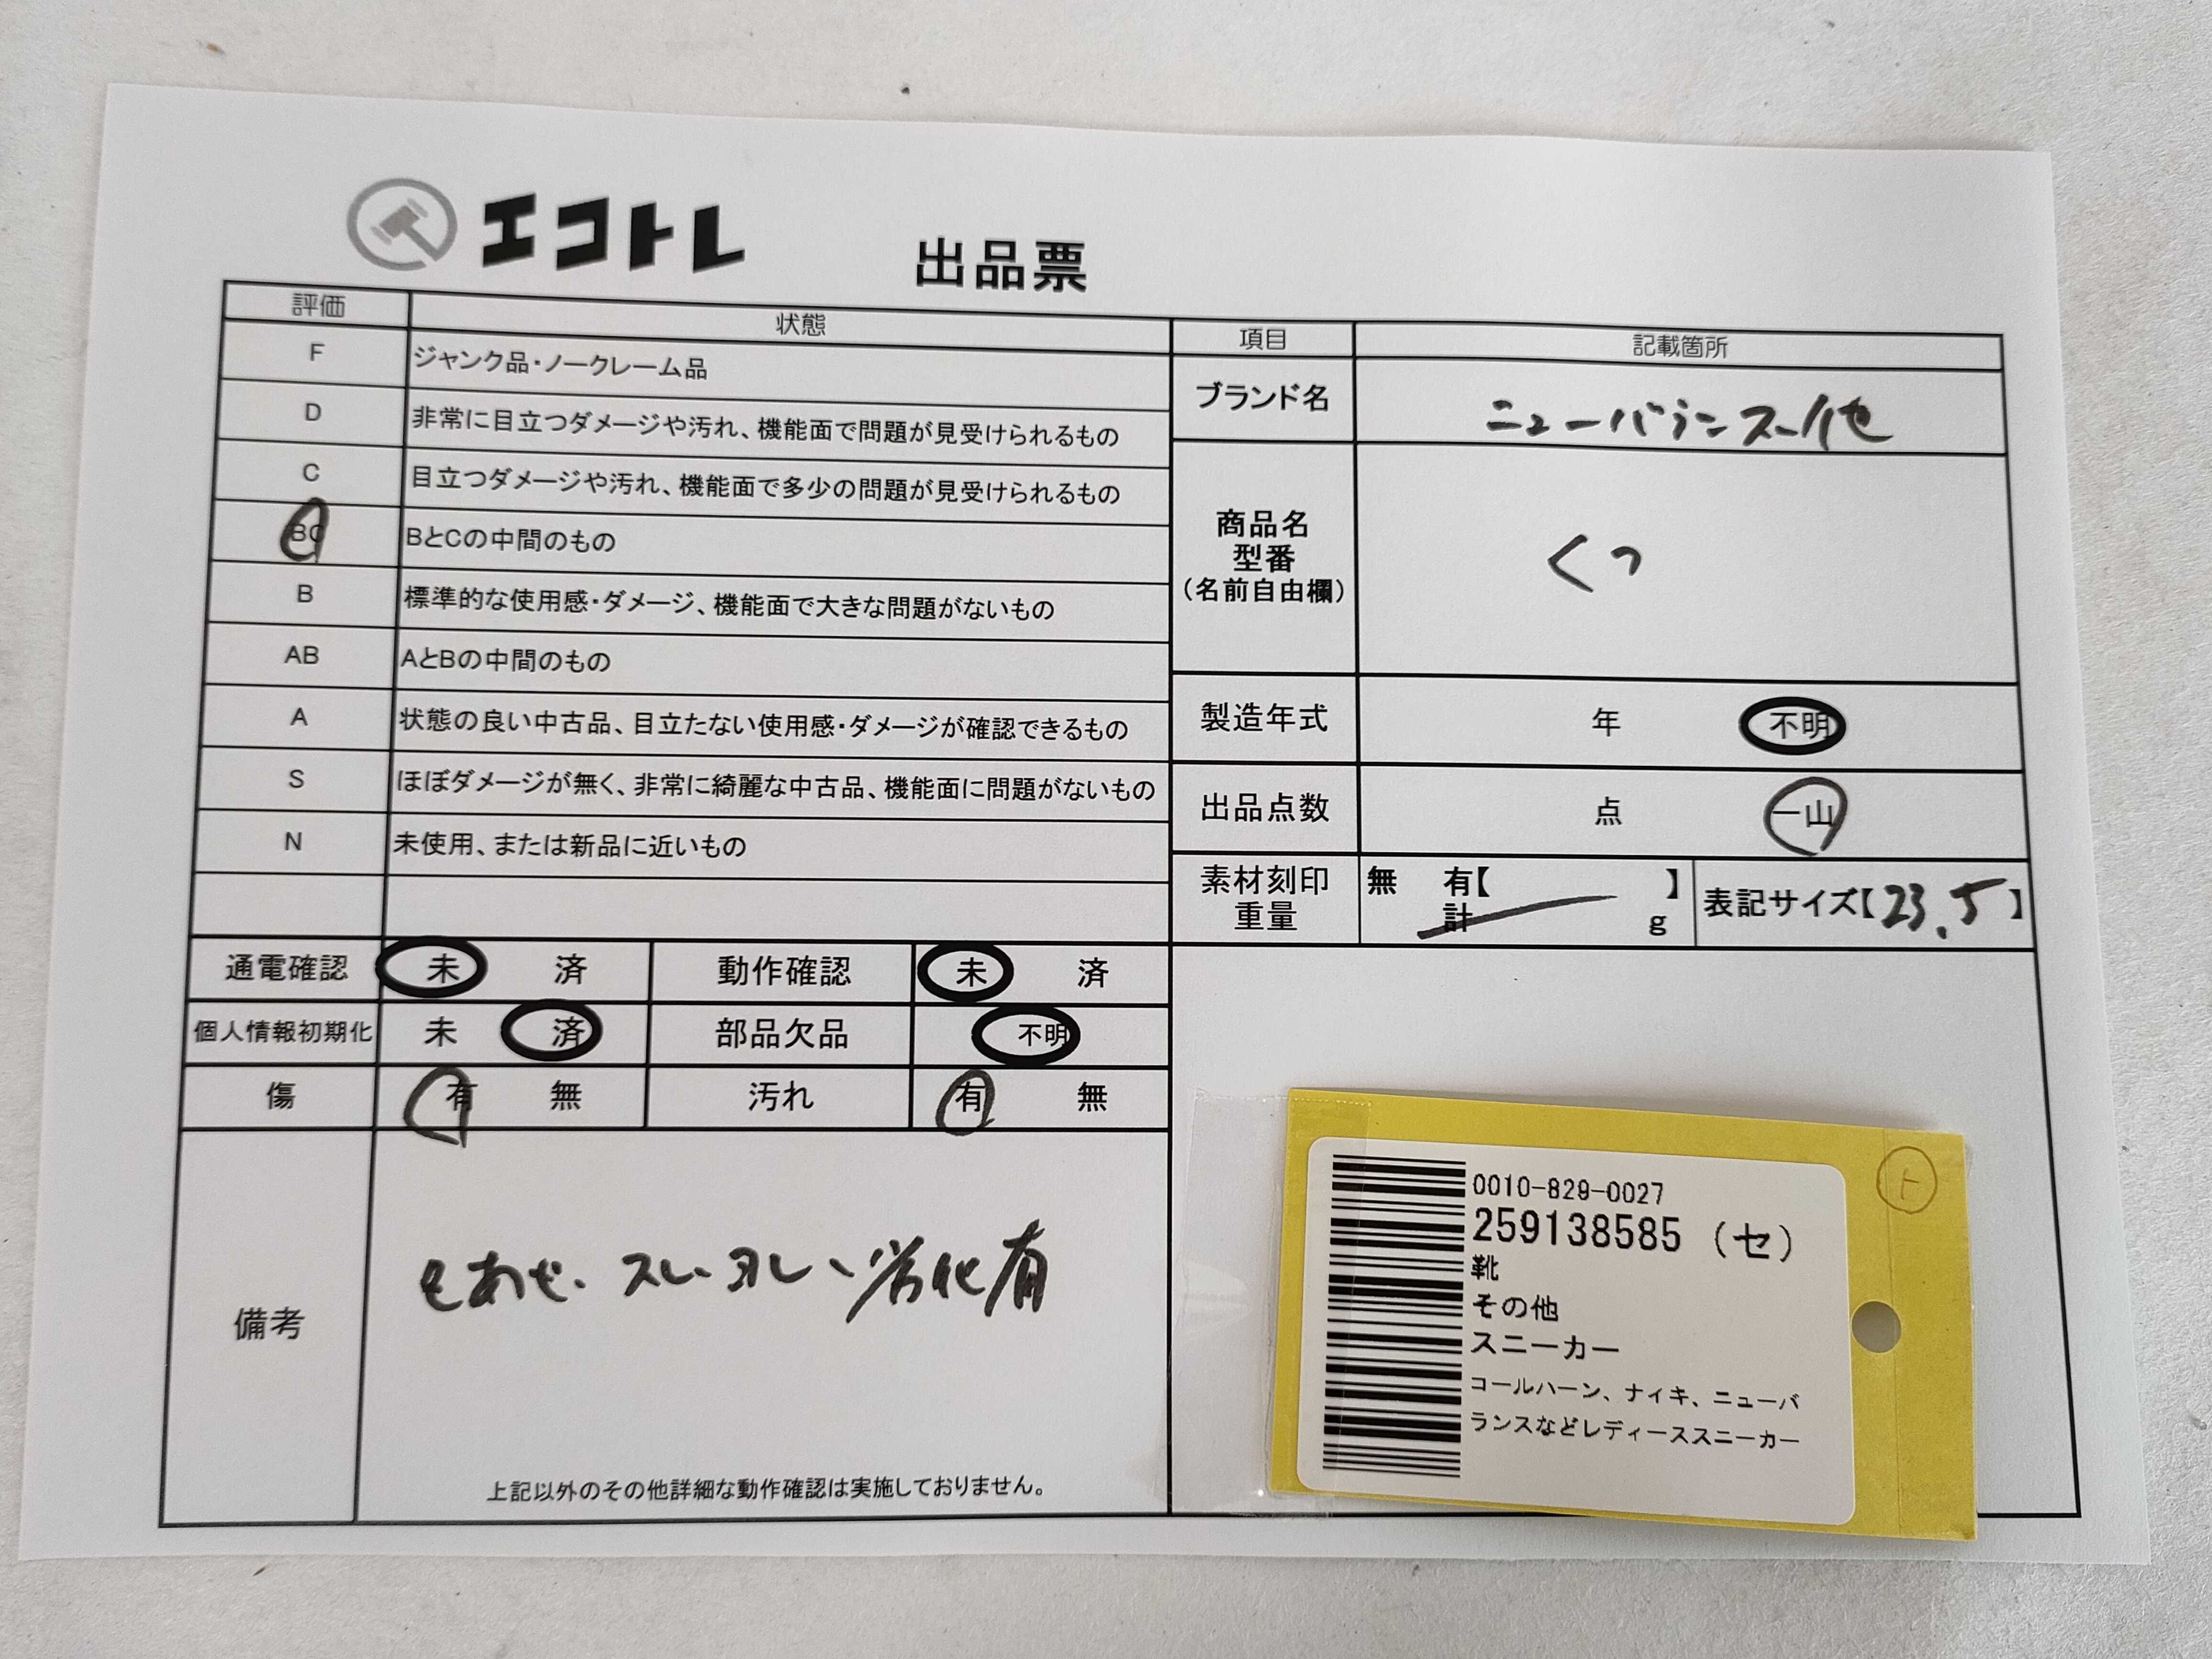 エコトレ 出品票
評価 状態
F ジャンク品・ノークレーム品
D 非常に目立つダメージや汚れ、機能面で問題が見受けられるもの
C 目立つダメージや汚れ、機能面で多少の問題が見受けられるもの
BC BとCの中間のもの
B 標準的な使用感・ダメージ、機能面で大きな問題がないもの
AB AとBの中間のもの
A 状態の良い中古品、目立たない使用感・ダメージが確認できるもの
S ほぼダメージが無く、非常に綺麗な中古品、機能面に問題がないもの
N 未使用、または新品に近いもの
通電確認 未 済 動作確認 未 済
個人情報初期化 未 済 部品欠品 不明
傷 有 無 汚れ 有 無
備考
スレ、ヨレ、劣化有
上記以外のその他詳細な動作確認は実施しておりません。
項目 記載箇所
ブランド名 ニューバランス 他
商品名
型番
(名前自由欄)
くつ
製造年式 年 不明
出品点数 点 一山
素材刻印
重量
無 有【 】
計 g
表記サイズ【23.5】
ト
0010-829-0027
259138585 (セ)
靴
その他
スニーカー
コールハーン、ナイキ、ニューバ
ランスなどレディーススニーカー